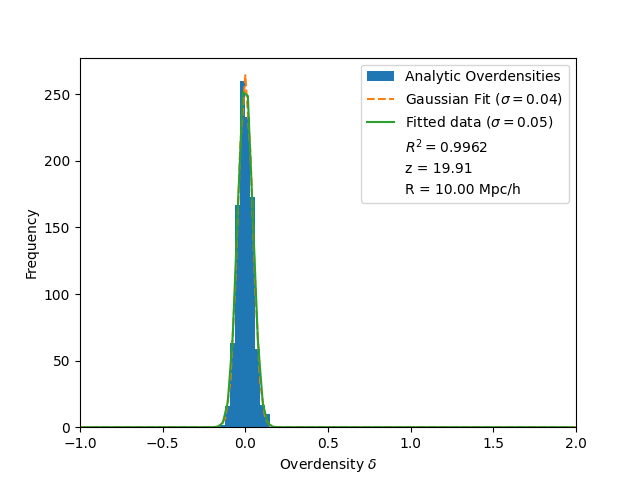 Analytic Overdensities
Gaussian Fit (σ = 0.04)
Fitted data (σ = 0.05)
R² = 0.9962
z = 19.91
R = 10.00 Mpc/h
Frequency
250
200
150
100
50
0
−1.0 −0.5 0.0 0.5 1.0 1.5 2.0
Overdensity δ